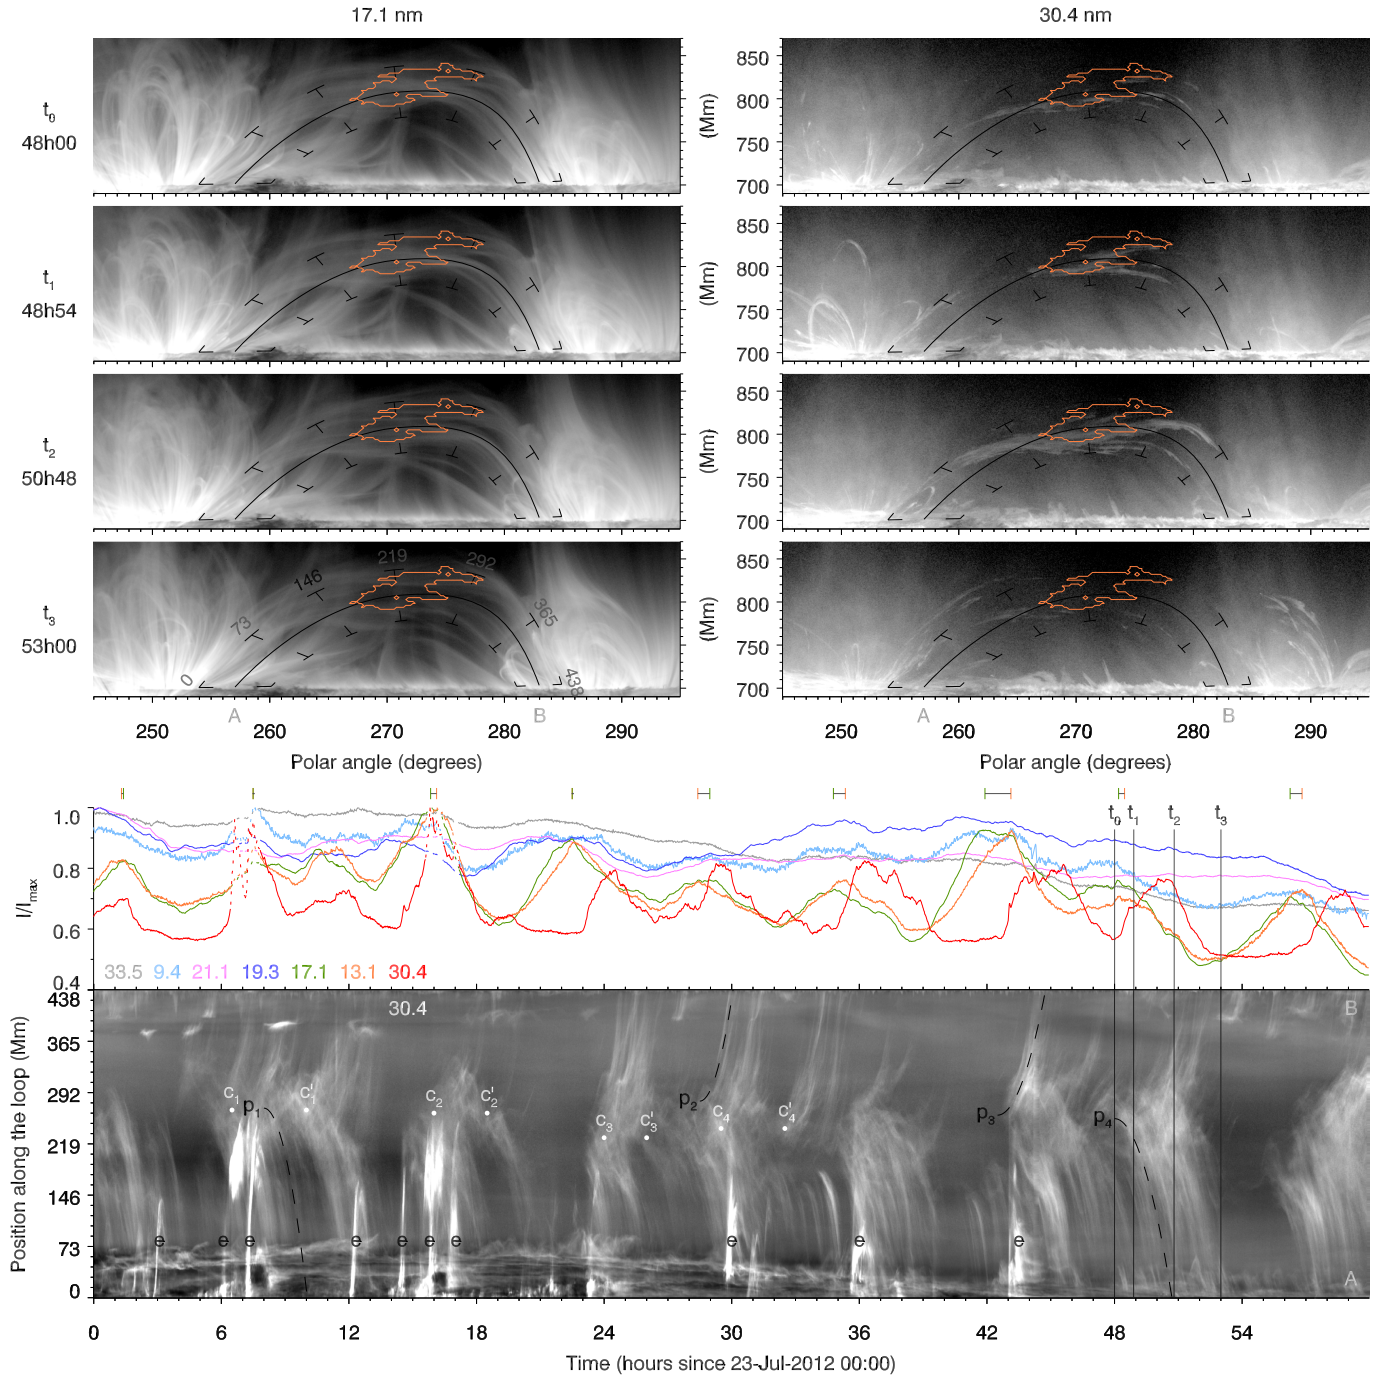 17.1 nm
30.4 nm
t0
48h00
850
800
750
700
(Mm)
t1
48h54
850
800
750
700
(Mm)
t2
50h48
850
800
750
700
(Mm)
t3
53h00
0
73
146
219
292
365
438
850
800
750
700
(Mm)
A
B
A
B
250
260
270
280
290
250
260
270
280
290
Polar angle (degrees)
Polar angle (degrees)
t0 t1 t2 t3
1.0
0.8
0.6
0.4
I/Imax
33.5 9.4 21.1 19.3 17.1 13.1 30.4
30.4
B
438
365
292
219
146
73
0
Position along the loop (Mm)
c1 p1 c'1 c2 c'2 c3 c'3 p2 c4 c'4 p3 p4
e e e e e e e e e e
A
0
6
12
18
24
30
36
42
48
54
Time (hours since 23-Jul-2012 00:00)